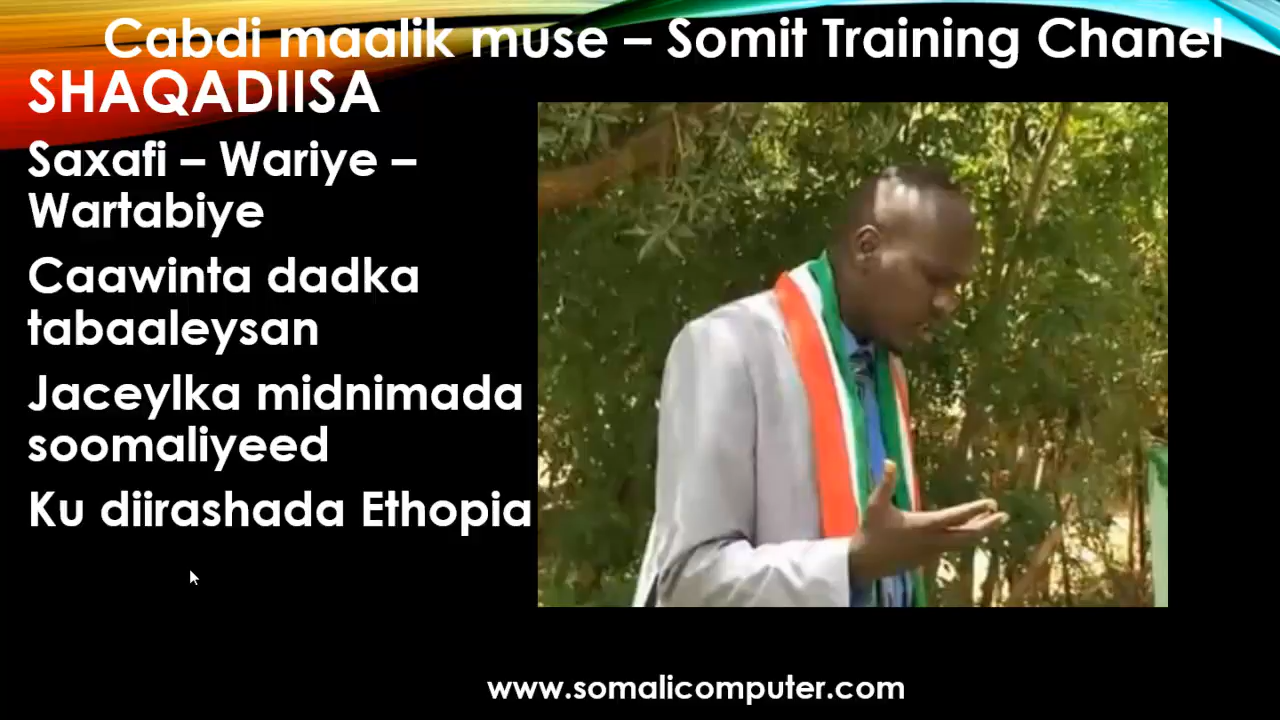 Cabdi maalik muse – Somit Training Chanel
SHAQADIISA
Saxafi – Wariye –
Wartabiye
Caawinta dadka
tabaaleysan
Jaceylka midnimada
soomaliyeed
Ku diirashada Ethopia
www.somalicomputer.com